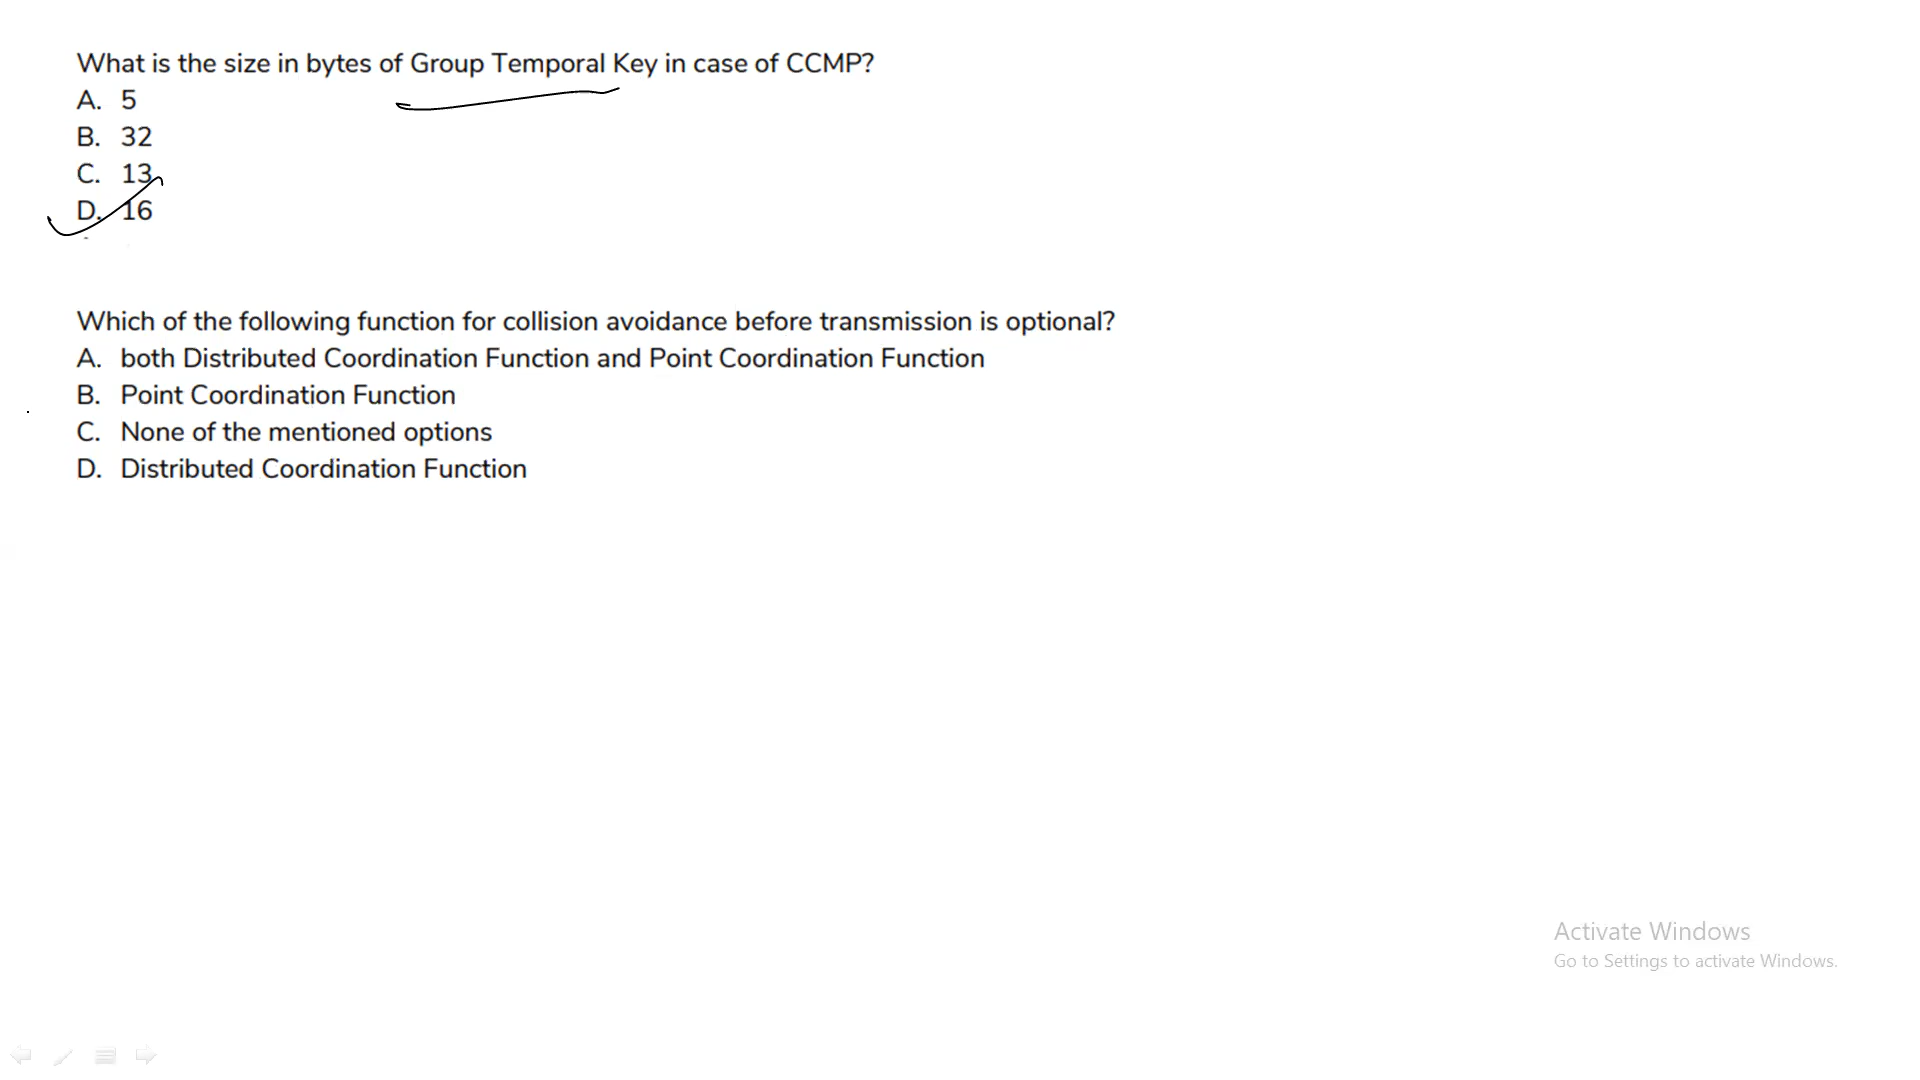 What is the size in bytes of Group Temporal Key in case of CCMP?
A. 5
B. 32
C. 13
D. 16
Which of the following function for collision avoidance before transmission is optional?
A. both Distributed Coordination Function and Point Coordination Function
B. Point Coordination Function
C. None of the mentioned options
D. Distributed Coordination Function
Activate Windows
Go to Settings to activate Windows.